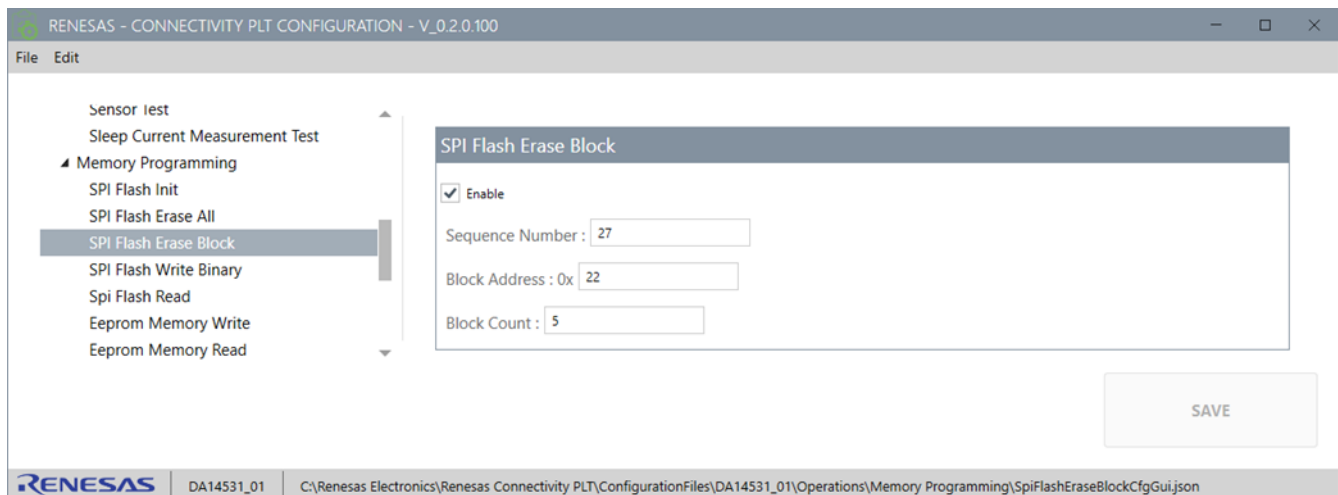 RENESAS - CONNECTIVITY PLT CONFIGURATION - V_0.2.0.100
File Edit
Sensor Test
Sleep Current Measurement Test
Memory Programming
SPI Flash Init
SPI Flash Erase All
SPI Flash Erase Block
SPI Flash Write Binary
Spi Flash Read
Eeprom Memory Write
Eeprom Memory Read
SPI Flash Erase Block
Enable
Sequence Number : 27
Block Address : 0x 22
Block Count : 5
SAVE
RENESAS DA14531_01 C:\Renesas Electronics\Renesas Connectivity PLT\ConfigurationFiles\DA14531_01\Operations\Memory Programming\SpiFlashEraseBlockCfgGui.json